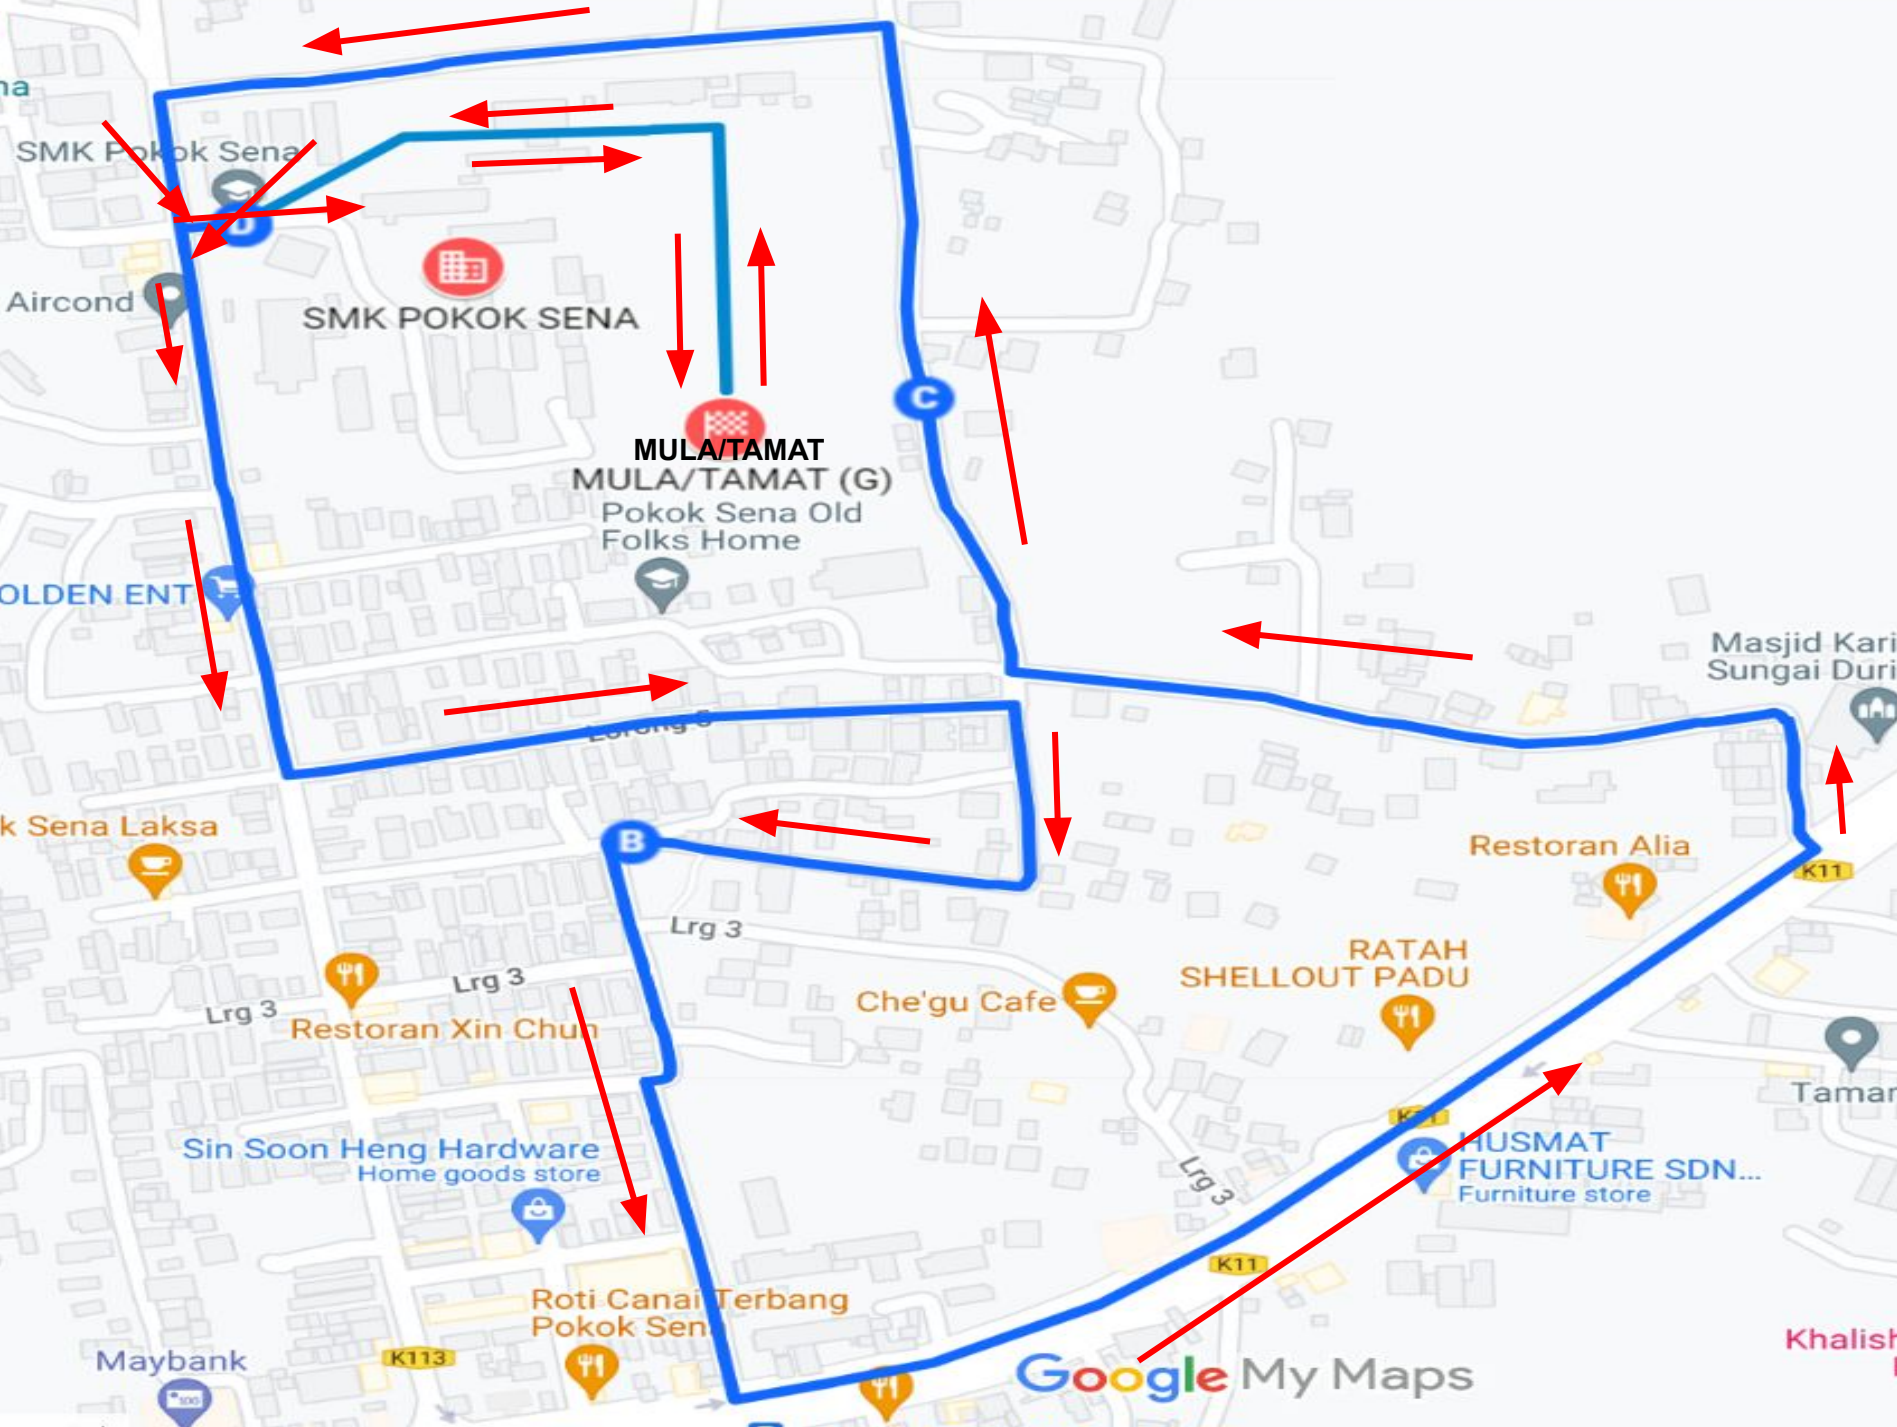 na
SMK Pokok Sena
D
Aircond
SMK POKOK SENA
C
MULA/TAMAT
MULA/TAMAT (G)
Pokok Sena Old
Folks Home
OLDEN ENT
Masjid Kari
Sungai Duri
Lorong 6
k Sena Laksa
B
Restoran Alia
K11
Lrg 3
RATAH
SHELLOUT PADU
Lrg 3
Che'gu Cafe
Lrg 3
Restoran Xin Chun
Taman
K11
Sin Soon Heng Hardware
Home goods store
HUSMAT
FURNITURE SDN...
Furniture store
Lrg 3
K11
Roti Canai Terbang
Pokok Sena
Khalish
Maybank
K113
Google My Maps